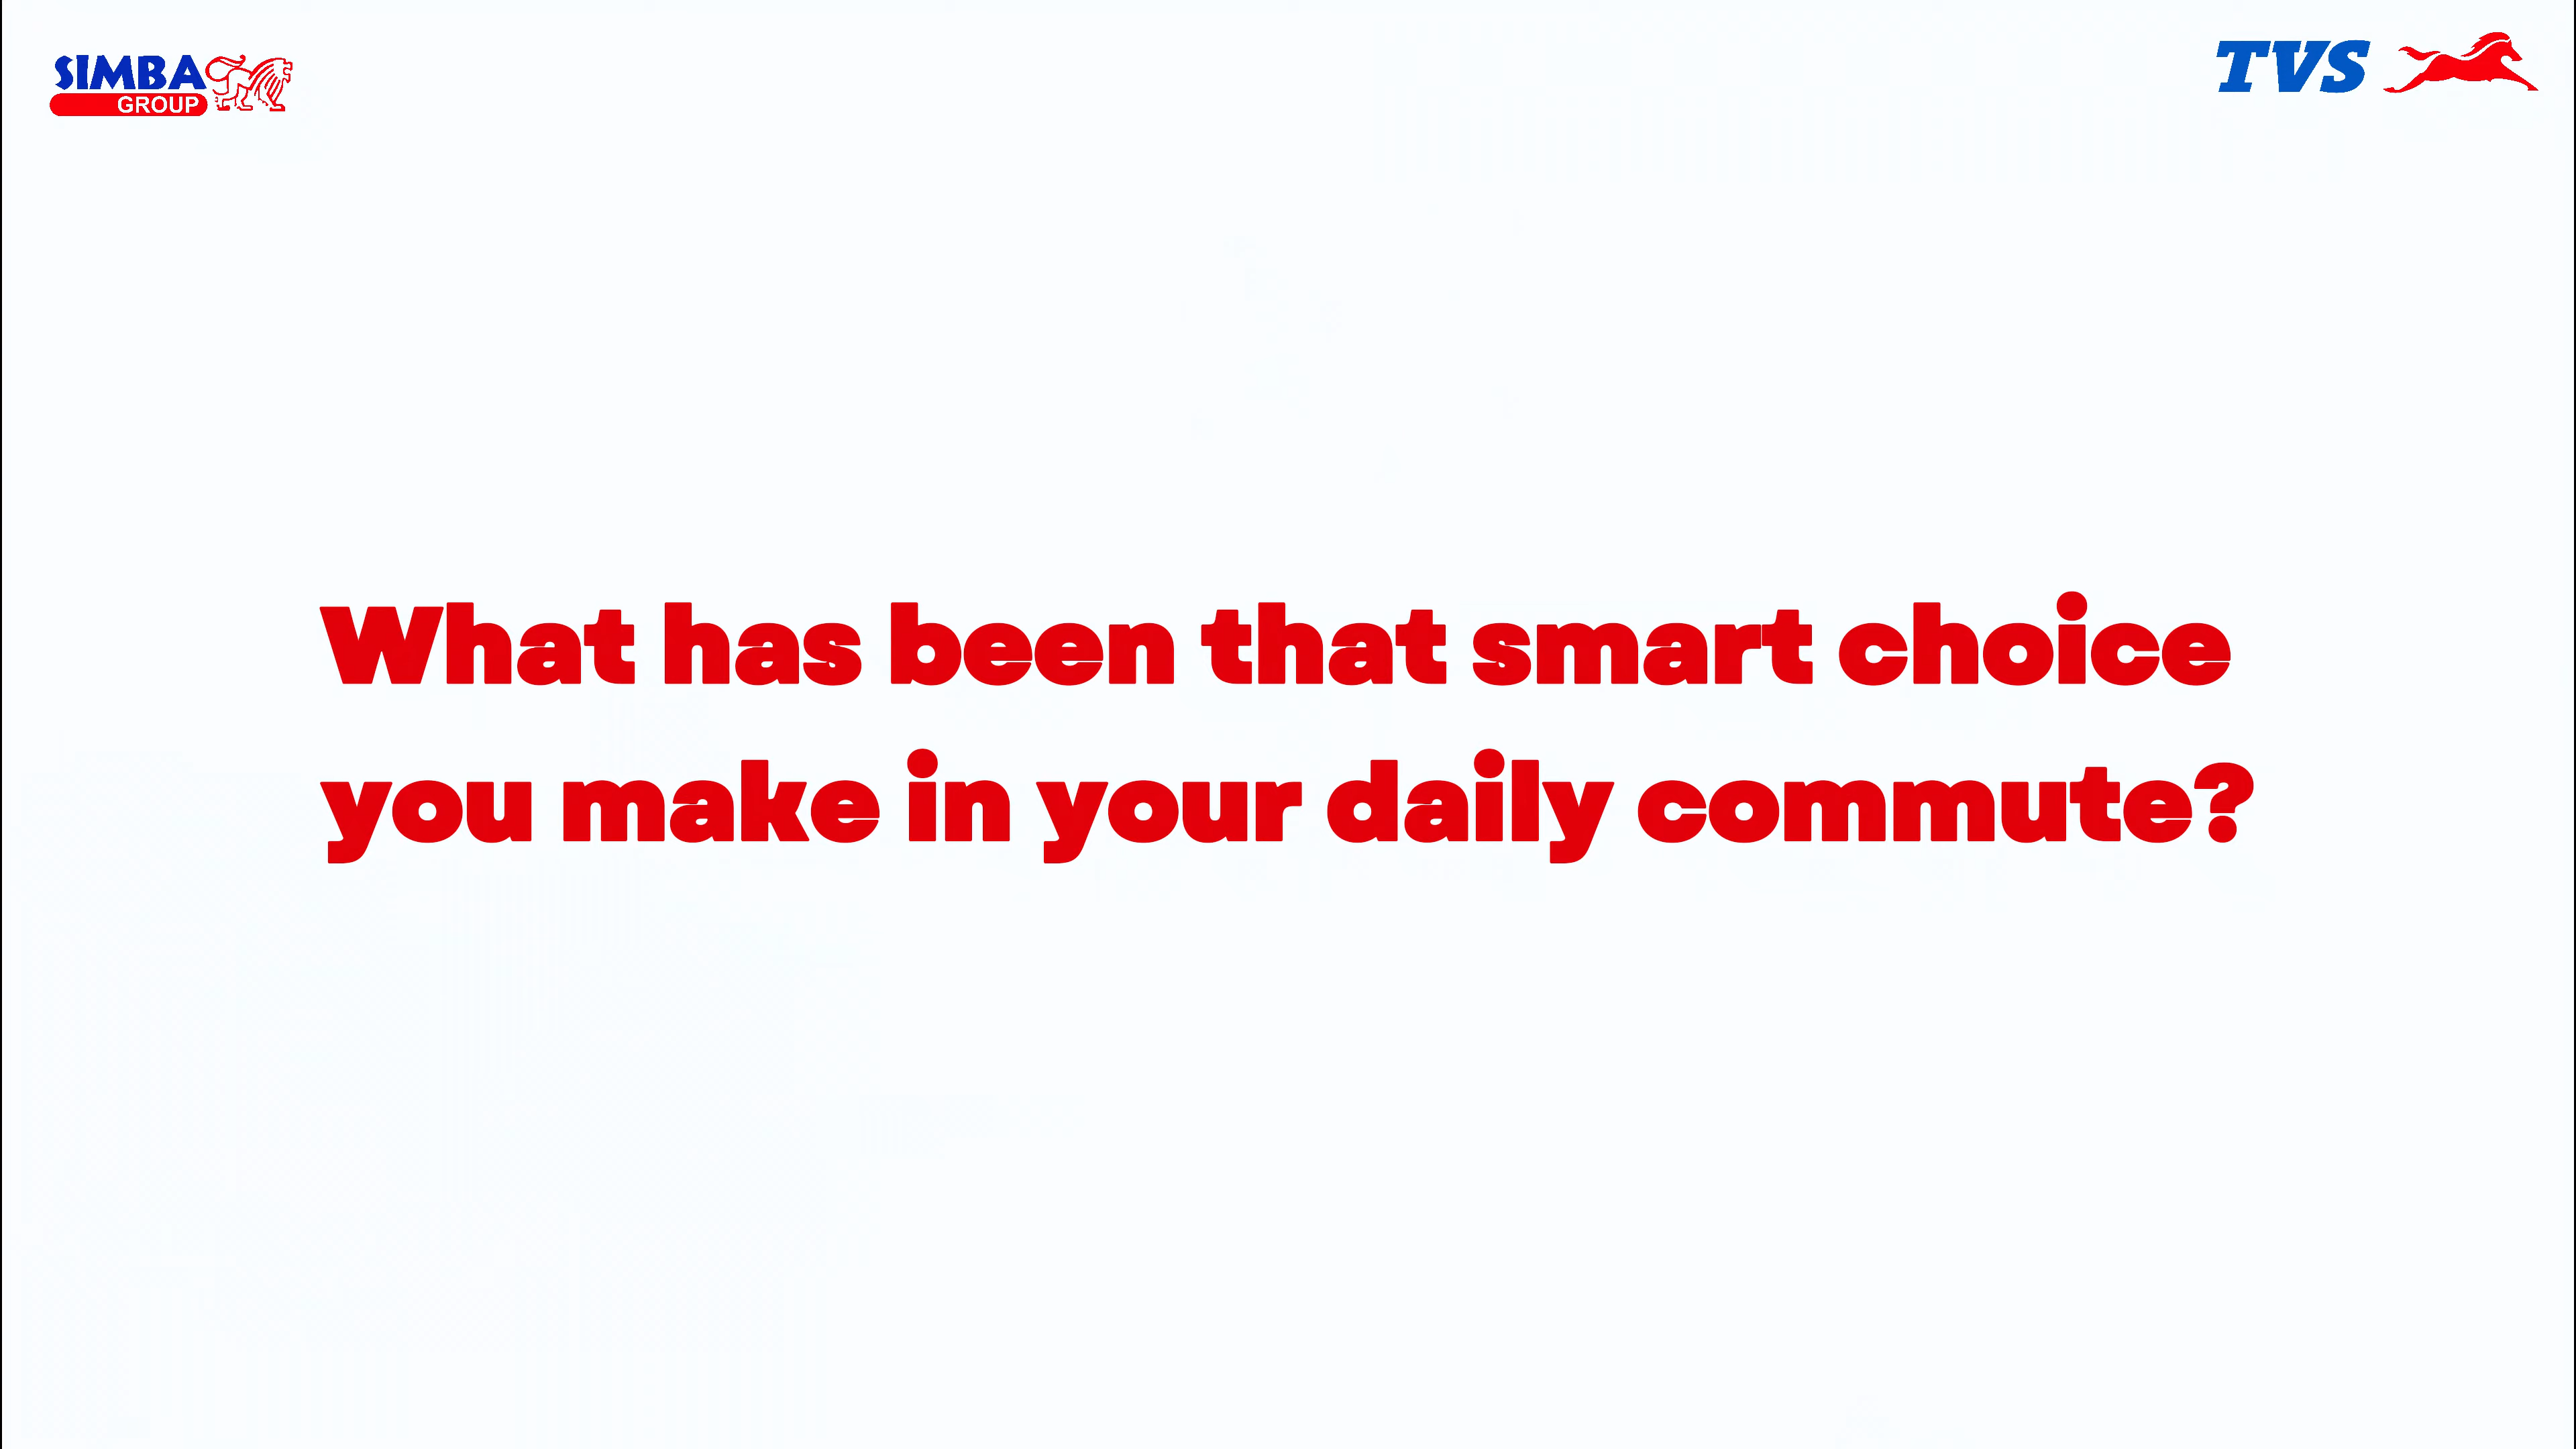 SIMBA
GROUP
TVS
What has been that smart choice
you make in your daily commute?